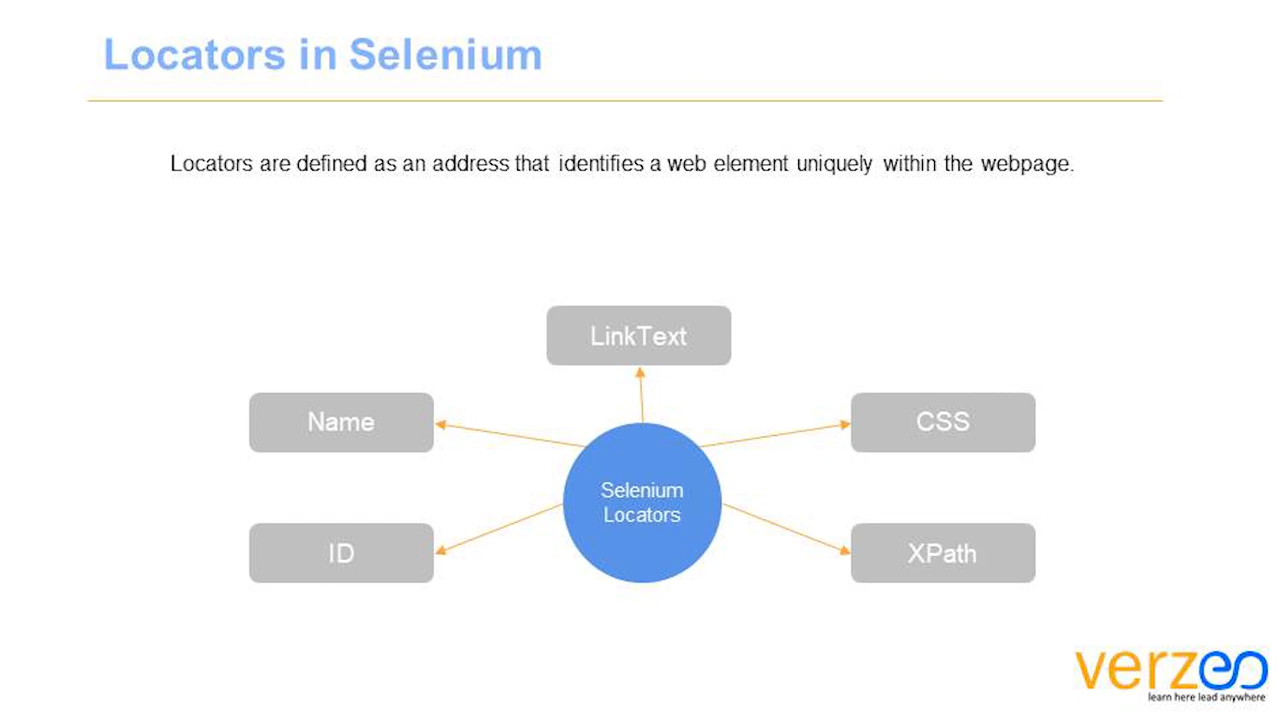 Locators in Selenium
Locators are defined as an address that identifies a web element uniquely within the webpage.
LinkText
Name
CSS
Selenium
Locators
ID
XPath
verzeo
learn here lead anywhere